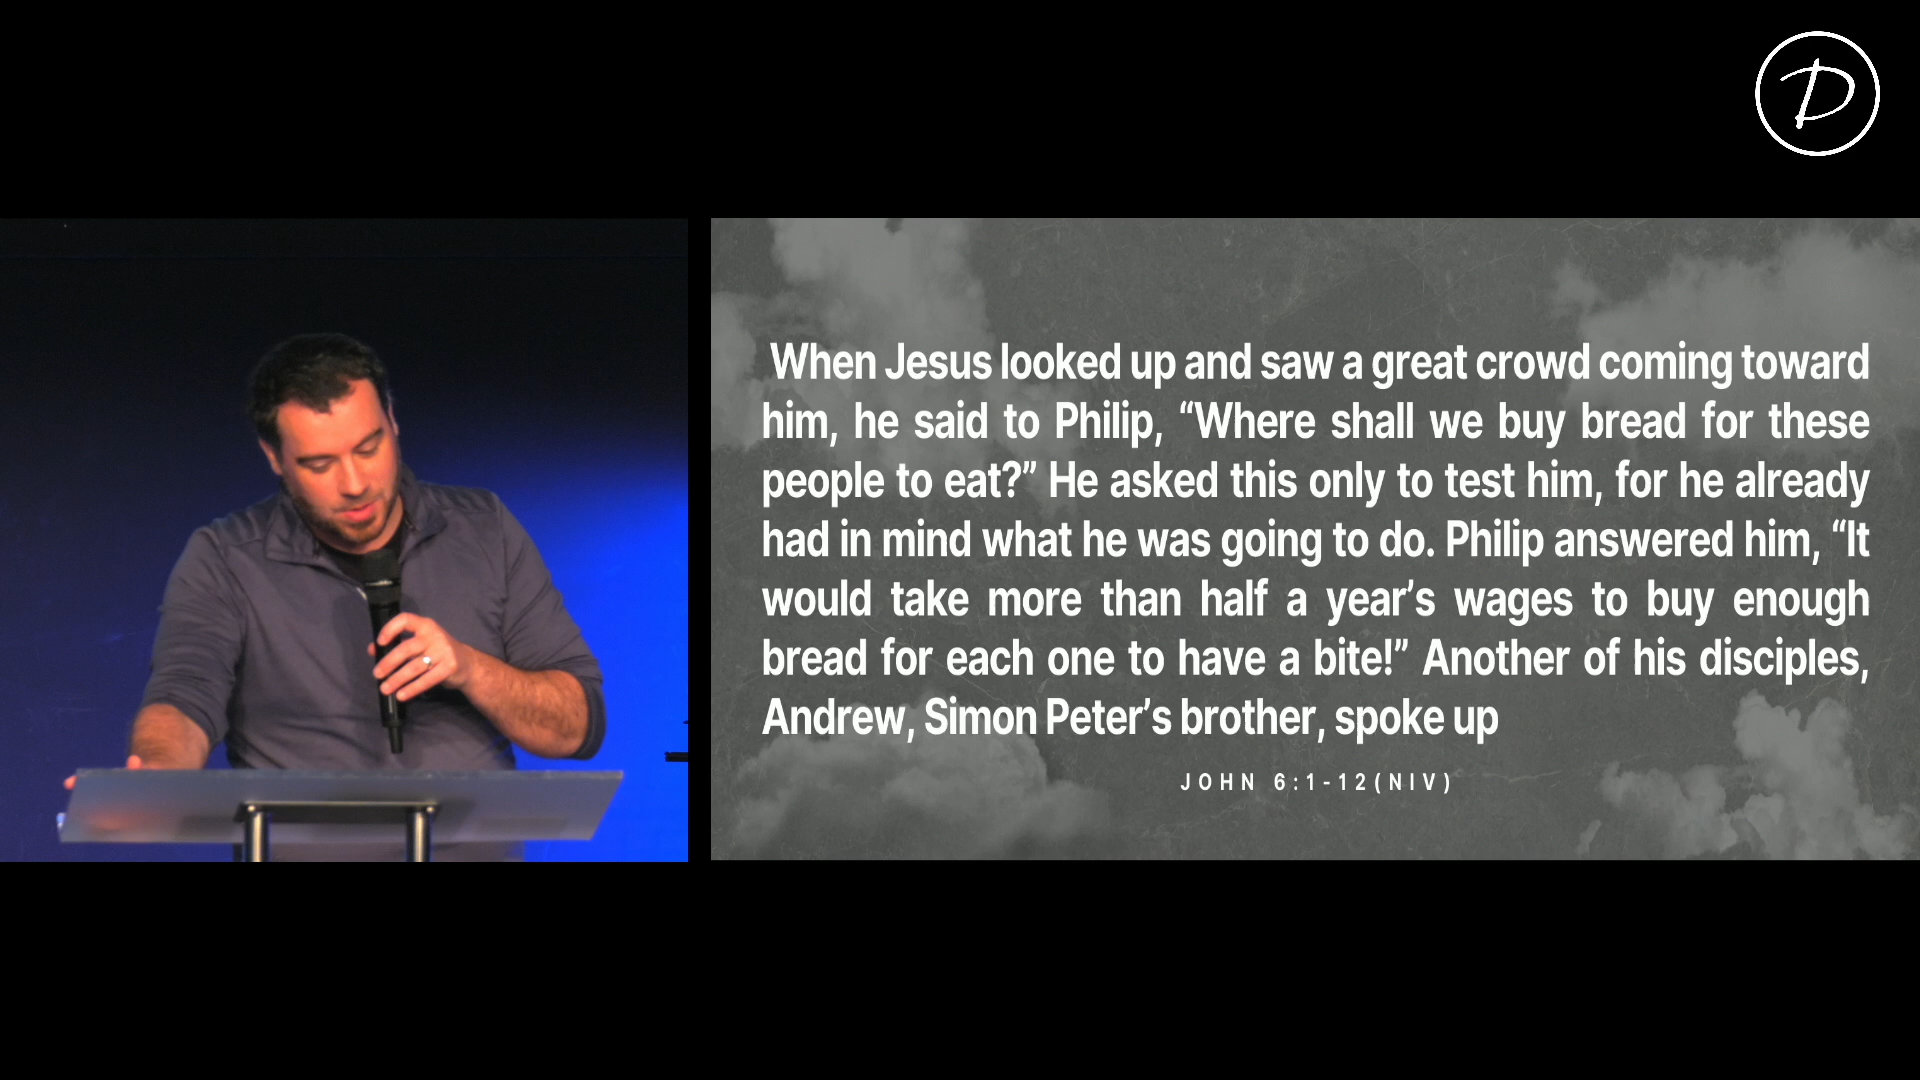 D
When Jesus looked up and saw a great crowd coming toward
him, he said to Philip, “Where shall we buy bread for these
people to eat?” He asked this only to test him, for he already
had in mind what he was going to do. Philip answered him, “It
would take more than half a year’s wages to buy enough
bread for each one to have a bite!” Another of his disciples,
Andrew, Simon Peter’s brother, spoke up
JOHN 6:1-12(NIV)